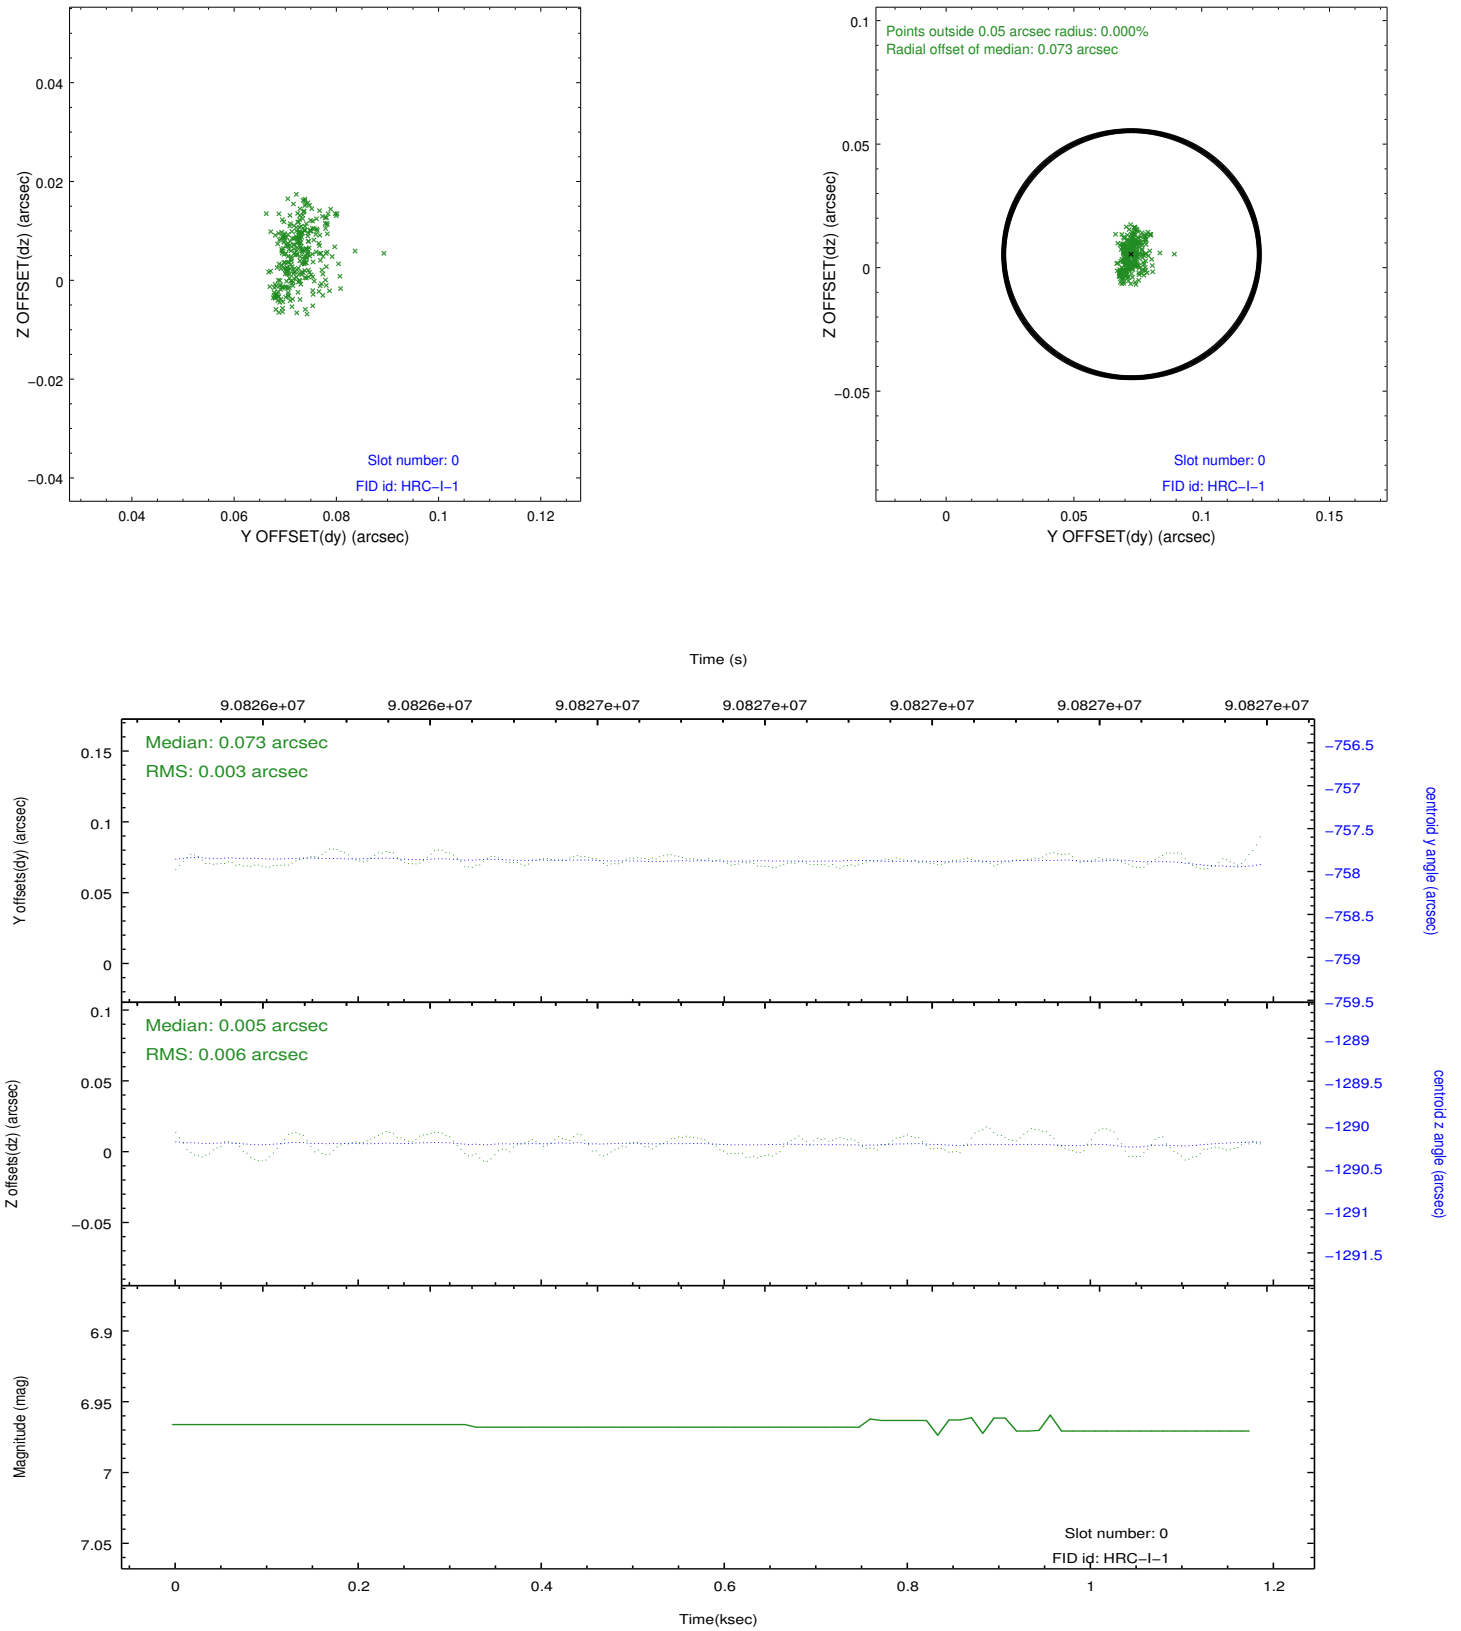 0.04
0.02
0
−0.02
−0.04
Z OFFSET(dz) (arcsec)
Slot number: 0
FID id: HRC−I−1
0.04 0.06 0.08 0.1 0.12
Y OFFSET(dy) (arcsec)
Points outside 0.05 arcsec radius: 0.000%
Radial offset of median: 0.073 arcsec
0.1
0.05
0
−0.05
Z OFFSET(dz) (arcsec)
Slot number: 0
FID id: HRC−I−1
0 0.05 0.1 0.15
Y OFFSET(dy) (arcsec)
Time (s)
9.0826e+07 9.0826e+07 9.0827e+07 9.0827e+07 9.0827e+07 9.0827e+07 9.0827e+07
Median: 0.073 arcsec
RMS: 0.003 arcsec
0.15
0.1
0.05
0
Y offsets(dy) (arcsec)
−756.5
−757
−757.5
−758
−758.5
−759
−759.5
centroid y angle (arcsec)
Median: 0.005 arcsec
RMS: 0.006 arcsec
0.1
0.05
0
−0.05
Z offsets(dz) (arcsec)
−1289
−1289.5
−1290
−1290.5
−1291
−1291.5
centroid z angle (arcsec)
6.9
6.95
7
7.05
Magnitude (mag)
Slot number: 0
FID id: HRC−I−1
0 0.2 0.4 0.6 0.8 1 1.2
Time(ksec)